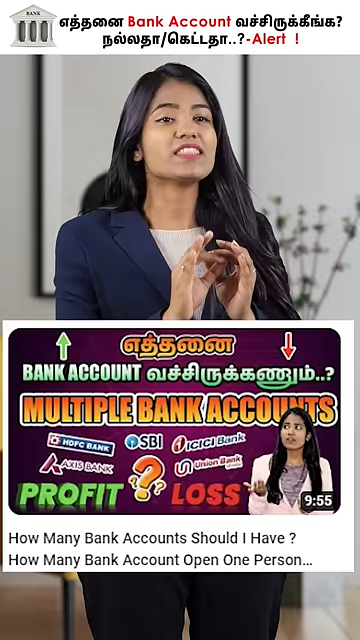 BANK
எத்தனை Bank Account வச்சிருக்கீங்க?
நல்லதா/கெட்டதா..?-Alert !
எத்தனை
BANK ACCOUNT வச்சிருக்கணும்..?
MULTIPLE BANK ACCOUNTS
HDFC BANK SBI ICICI Bank
AXIS BANK Union Bank
PROFIT LOSS
9:55
How Many Bank Accounts Should I Have ?
How Many Bank Account Open One Person...